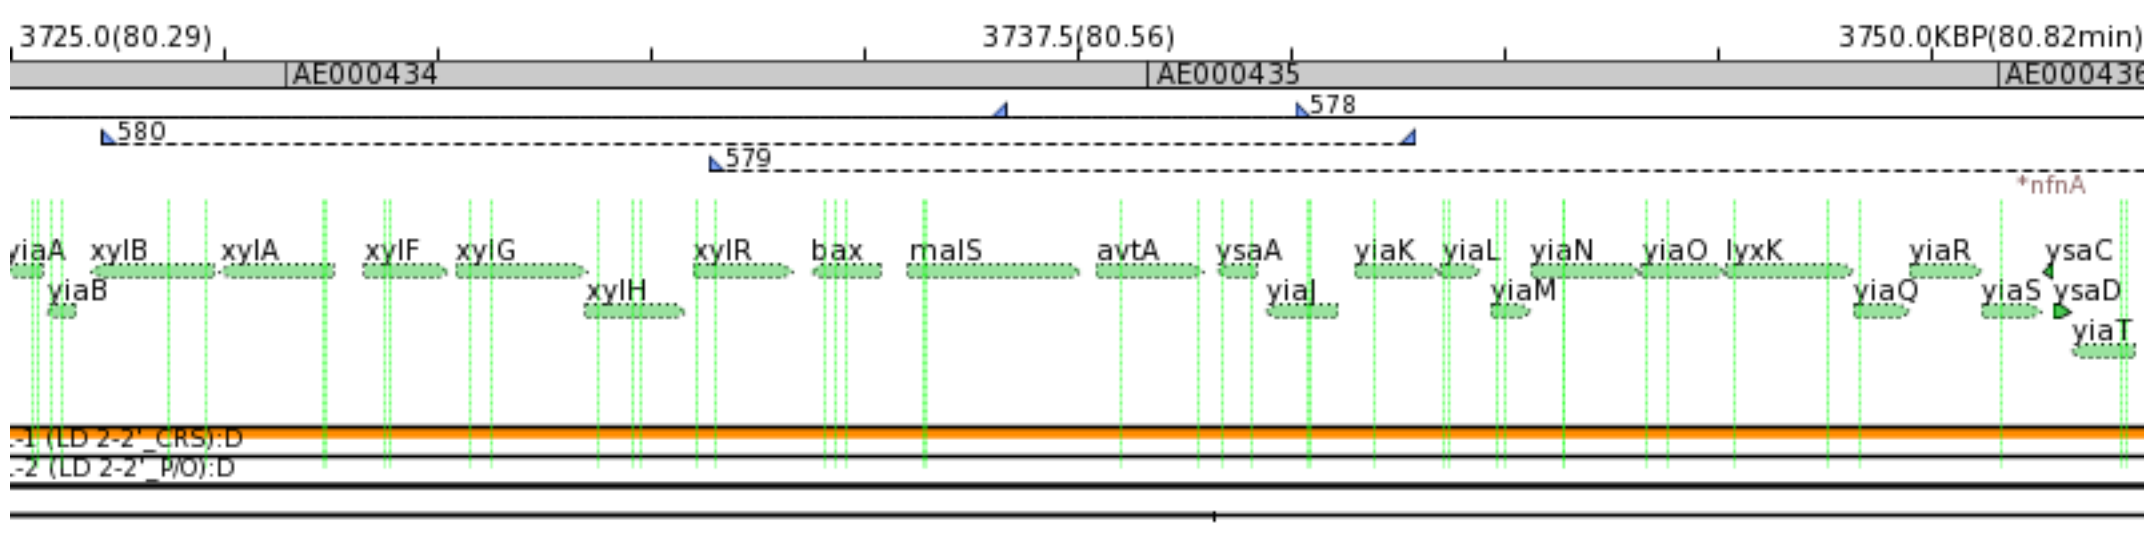 3725.0(80.29) 3737.5(80.56) 3750.0KBP(80.82min)
AE000434 AE000435 AE000436
578
580
579
*nfnA
yiaA xylB xylA xylF xylG xylR bax malS avtA ysaA yiaK yiaL yiaN yiaO lyxK yiaR ysaC
yiaB xylH yiaJ yiaM yiaQ yiaS ysaD
yiaT
-1 (LD 2-2'_CRS):D
-2 (LD 2-2'_P/O):D